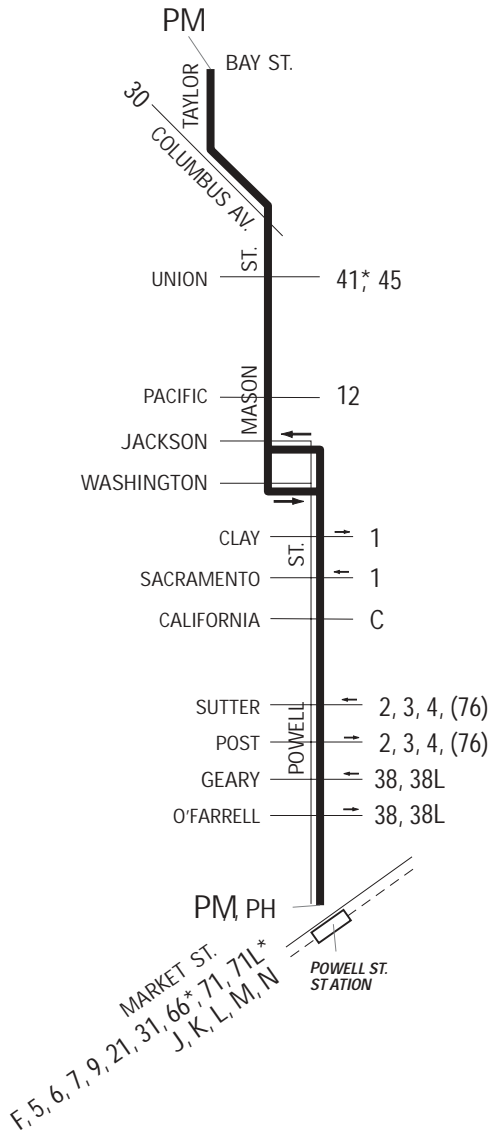 PM
BAY ST.
TAYLOR
30
COLUMBUS AV.
ST.
UNION 41*, 45
MASON
PACIFIC 12
JACKSON
WASHINGTON
CLAY 1
ST.
SACRAMENTO 1
CALIFORNIA C
SUTTER 2, 3, 4, (76)
POWELL
POST 2, 3, 4, (76)
GEARY 38, 38L
O'FARRELL 38, 38L
PM, PH
POWELL ST.
STATION
MARKET ST.
F, 5, 6, 7, 9, 21, 31, 66*, 71, 71L*
J, K, L, M, N